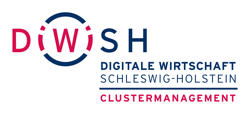 DiWiSH
DIGITALE WIRTSCHAFT
SCHLESWIG-HOLSTEIN
CLUSTERMANAGEMENT